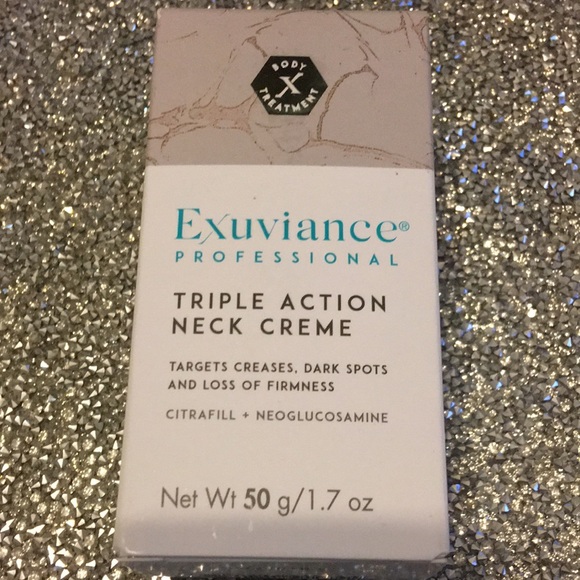 BODY
X
TREATMENT
Exuviance®
PROFESSIONAL
TRIPLE ACTION
NECK CREME
TARGETS CREASES, DARK SPOTS
AND LOSS OF FIRMNESS
CITRAFILL + NEOGLUCOSAMINE
Net Wt 50 g/1.7 oz